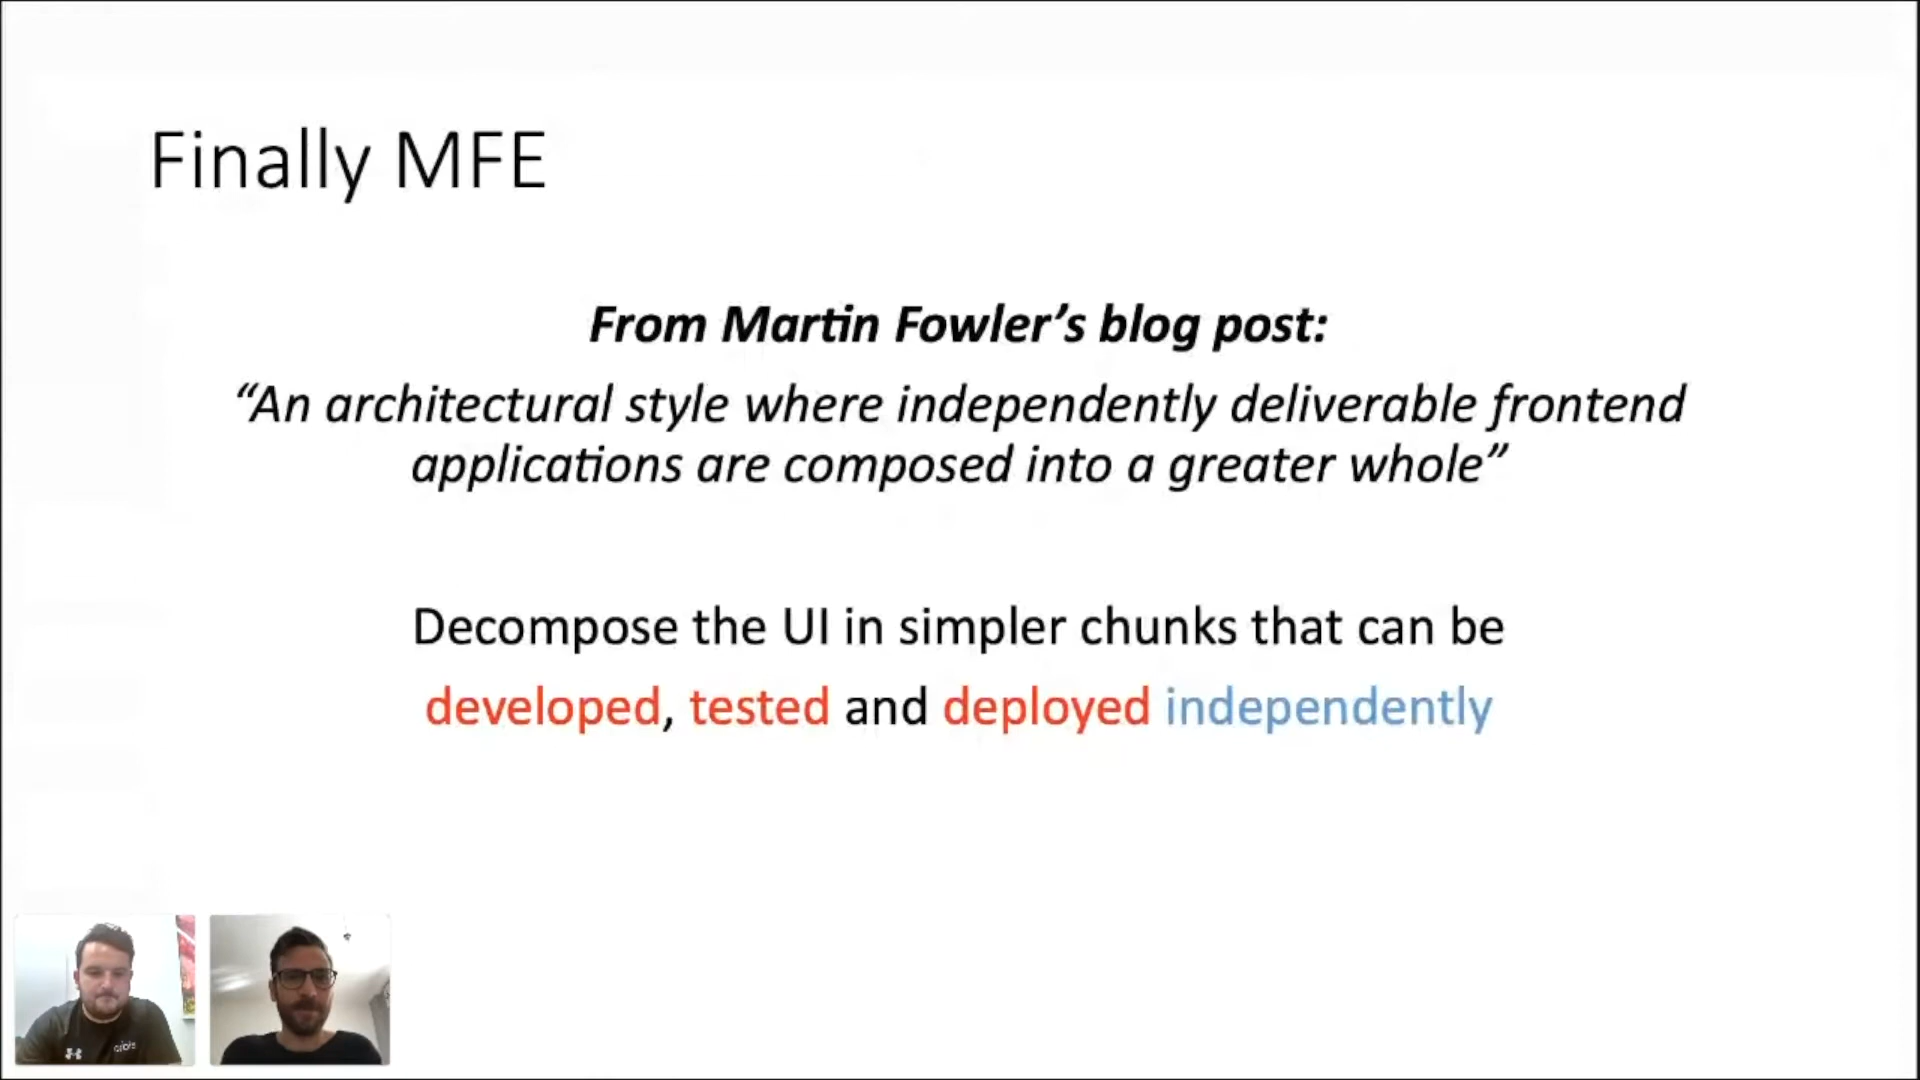 Finally MFE
From Martin Fowler’s blog post:
“An architectural style where independently deliverable frontend
applications are composed into a greater whole”
Decompose the UI in simpler chunks that can be
developed, tested and deployed independently